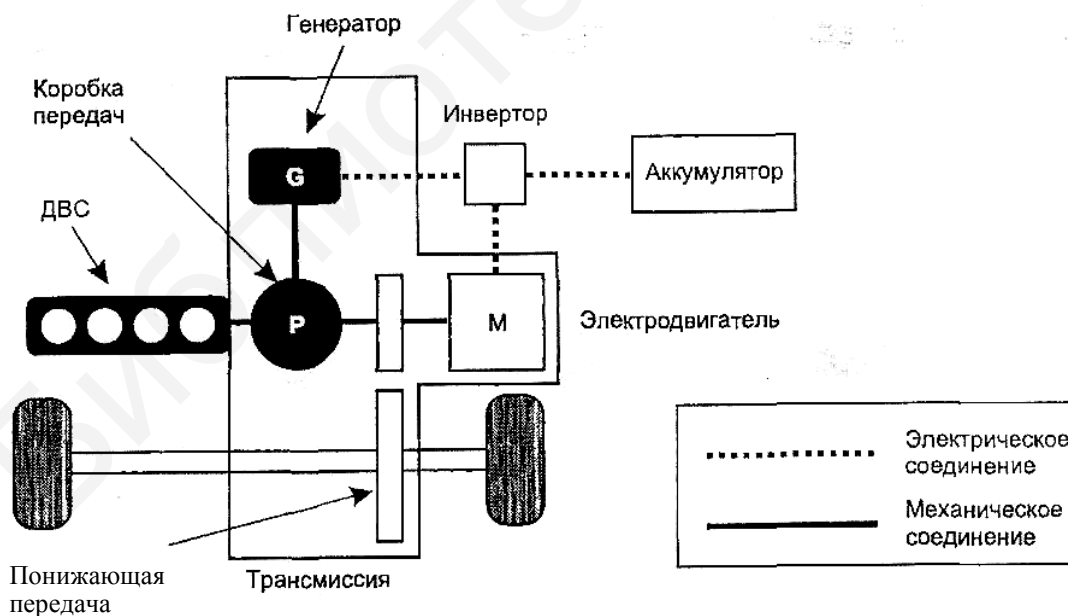 Генератор
Коробка
передач
Инвертор
G
Аккумулятор
ДВС
P
M
Электродвигатель
Электрическое
соединение
Механическое
соединение
Понижающая
передача
Трансмиссия